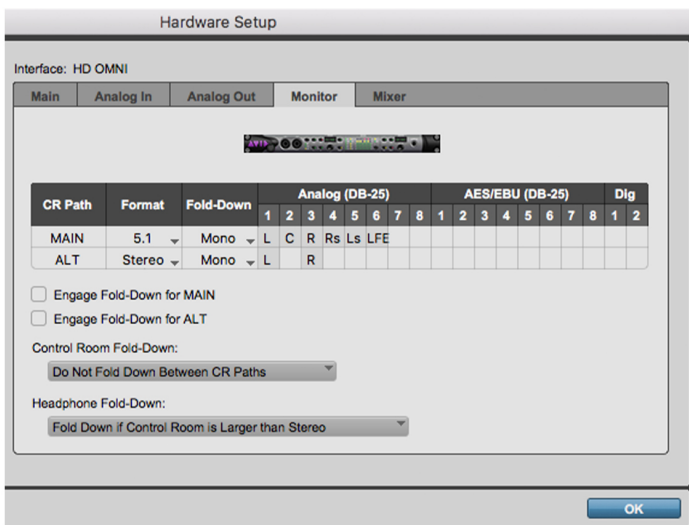 Hardware Setup
Interface: HD OMNI
Main Analog In Analog Out Monitor Mixer
AVID
CR Path Format Fold-Down Analog (DB-25) AES/EBU (DB-25) Dig
1 2 3 4 5 6 7 8 1 2 3 4 5 6 7 8 1 2
MAIN 5.1 Mono L C R Rs Ls LFE
ALT Stereo Mono L R
Engage Fold-Down for MAIN
Engage Fold-Down for ALT
Control Room Fold-Down:
Do Not Fold Down Between CR Paths
Headphone Fold-Down:
Fold Down if Control Room is Larger than Stereo
OK